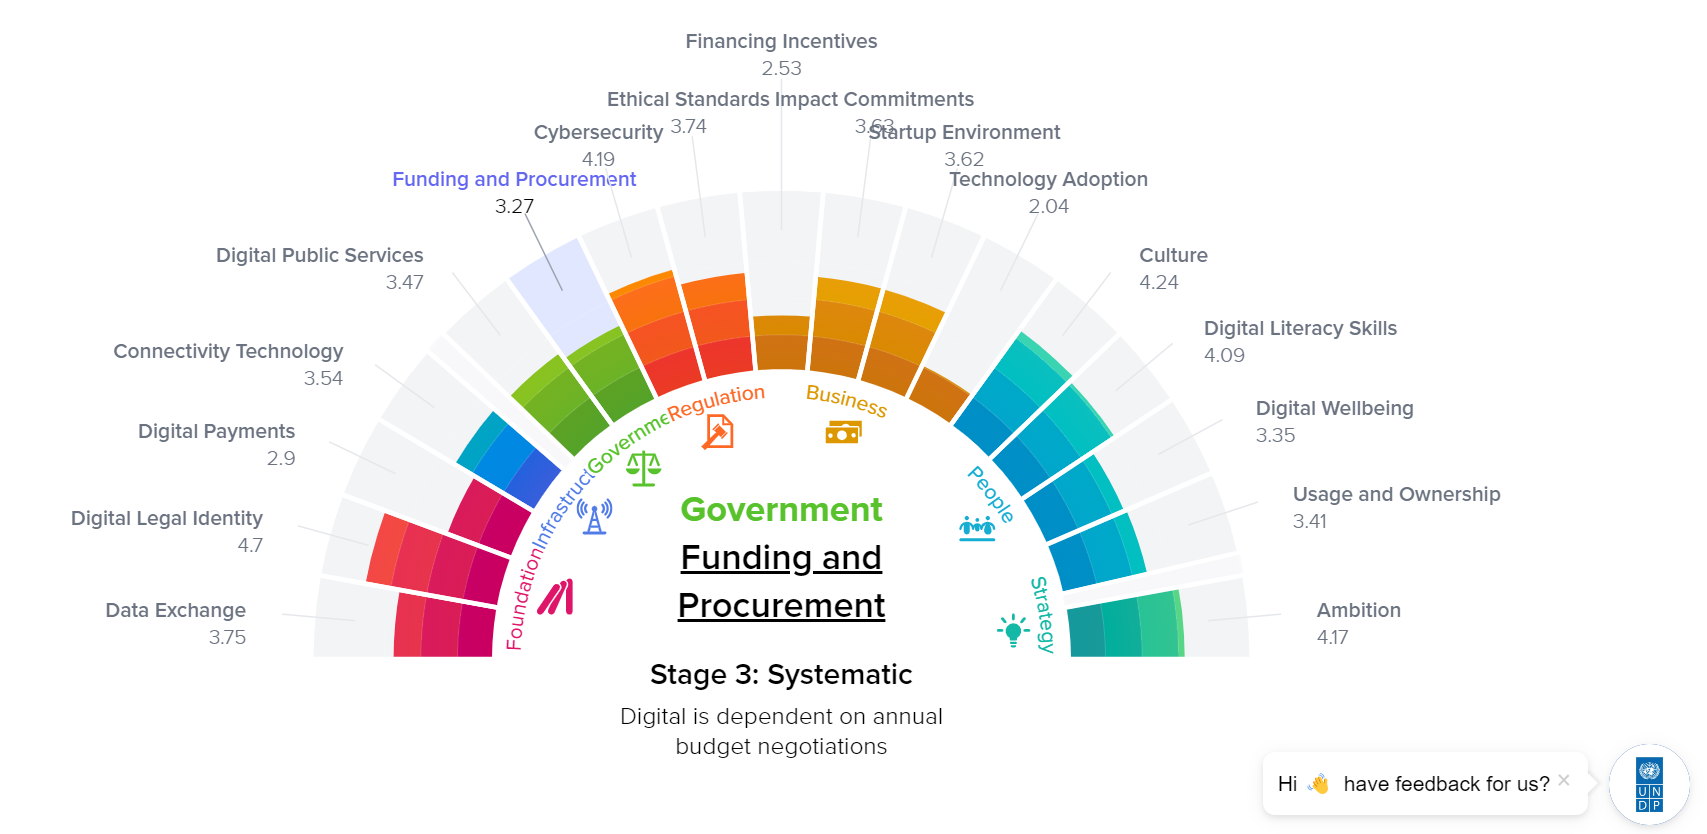 Financing Incentives
2.53
Ethical Standards
3.74
Impact Commitments
3.63
Cybersecurity
4.19
Startup Environment
3.62
Funding and Procurement
3.27
Technology Adoption
2.04
Digital Public Services
3.47
Culture
4.24
Connectivity Technology
3.54
Digital Literacy Skills
4.09
Digital Payments
2.9
Digital Wellbeing
3.35
Digital Legal Identity
4.7
Usage and Ownership
3.41
Data Exchange
3.75
Ambition
4.17
Foundation
Infrastruct
Governme
Regulation
Business
People
Strategy
Government
Funding and
Procurement
Stage 3: Systematic
Digital is dependent on annual
budget negotiations
Hi 👋 have feedback for us? ×
U N
D P